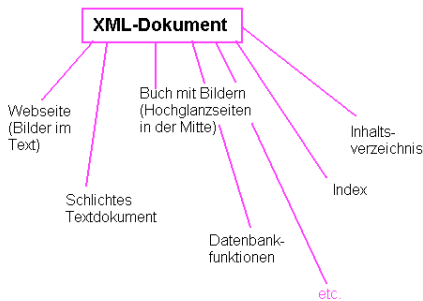 XML-Dokument
Webseite
(Bilder im
Text)
Schlichtes
Textdokument
Buch mit Bildern
(Hochglanzseiten
in der Mitte)
Datenbank-
funktionen
etc.
Index
Inhalts-
verzeichnis